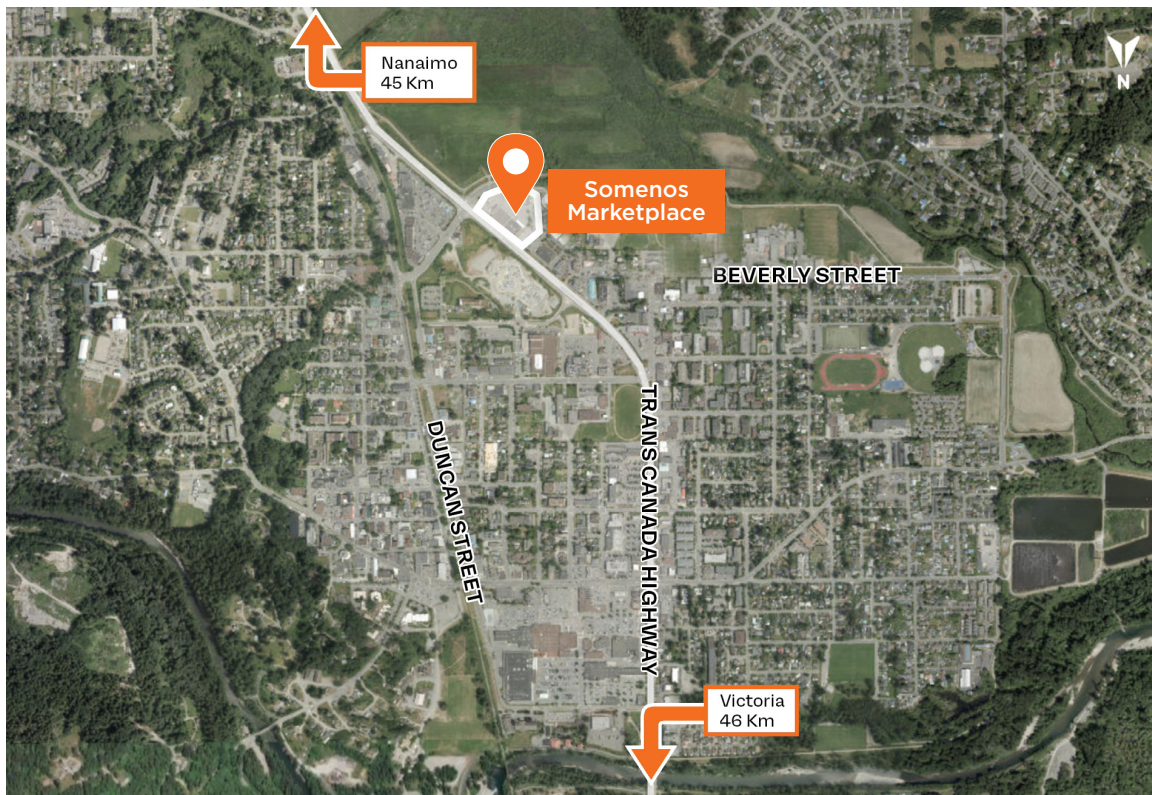 Nanaimo
45 Km
N
Somenos
Marketplace
BEVERLY STREET
TRANS CANADA HIGHWAY
DUNCAN STREET
Victoria
46 Km